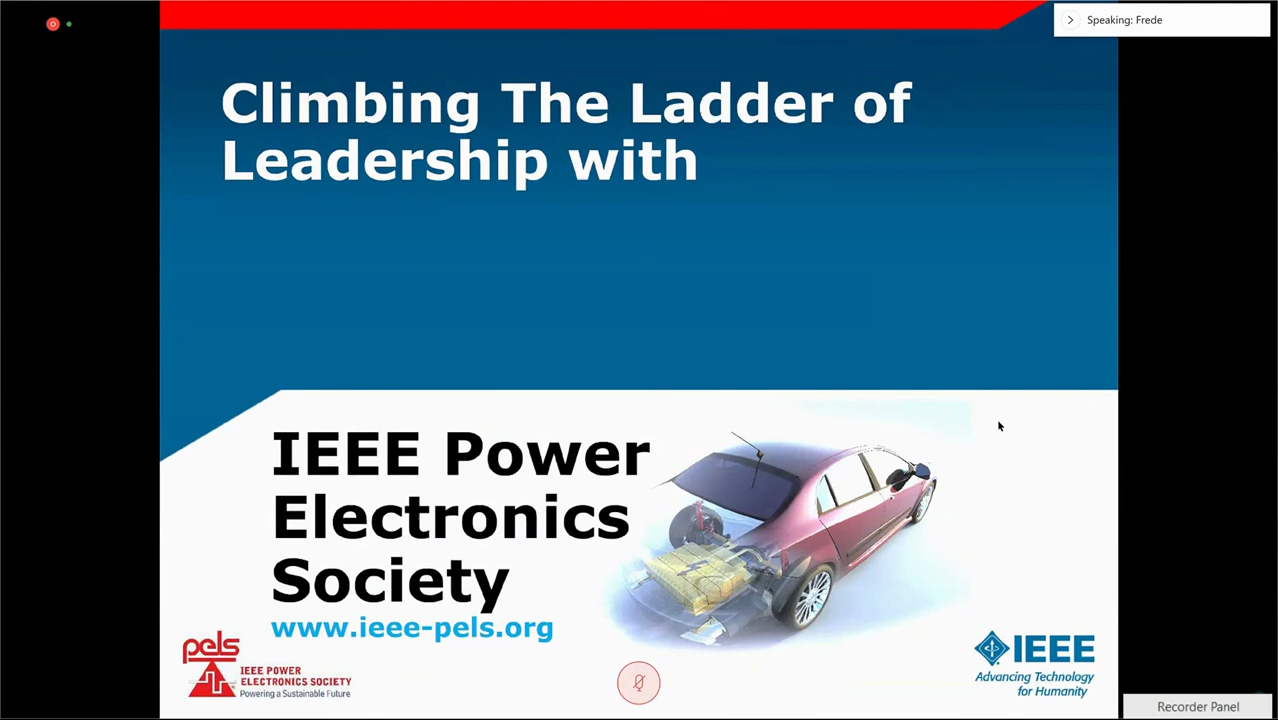 Speaking: Frede
Climbing The Ladder of
Leadership with
IEEE Power
Electronics
Society
www.ieee-pels.org
pels
IEEE POWER
ELECTRONICS SOCIETY
Powering a Sustainable Future
IEEE
Advancing Technology
for Humanity
Recorder Panel